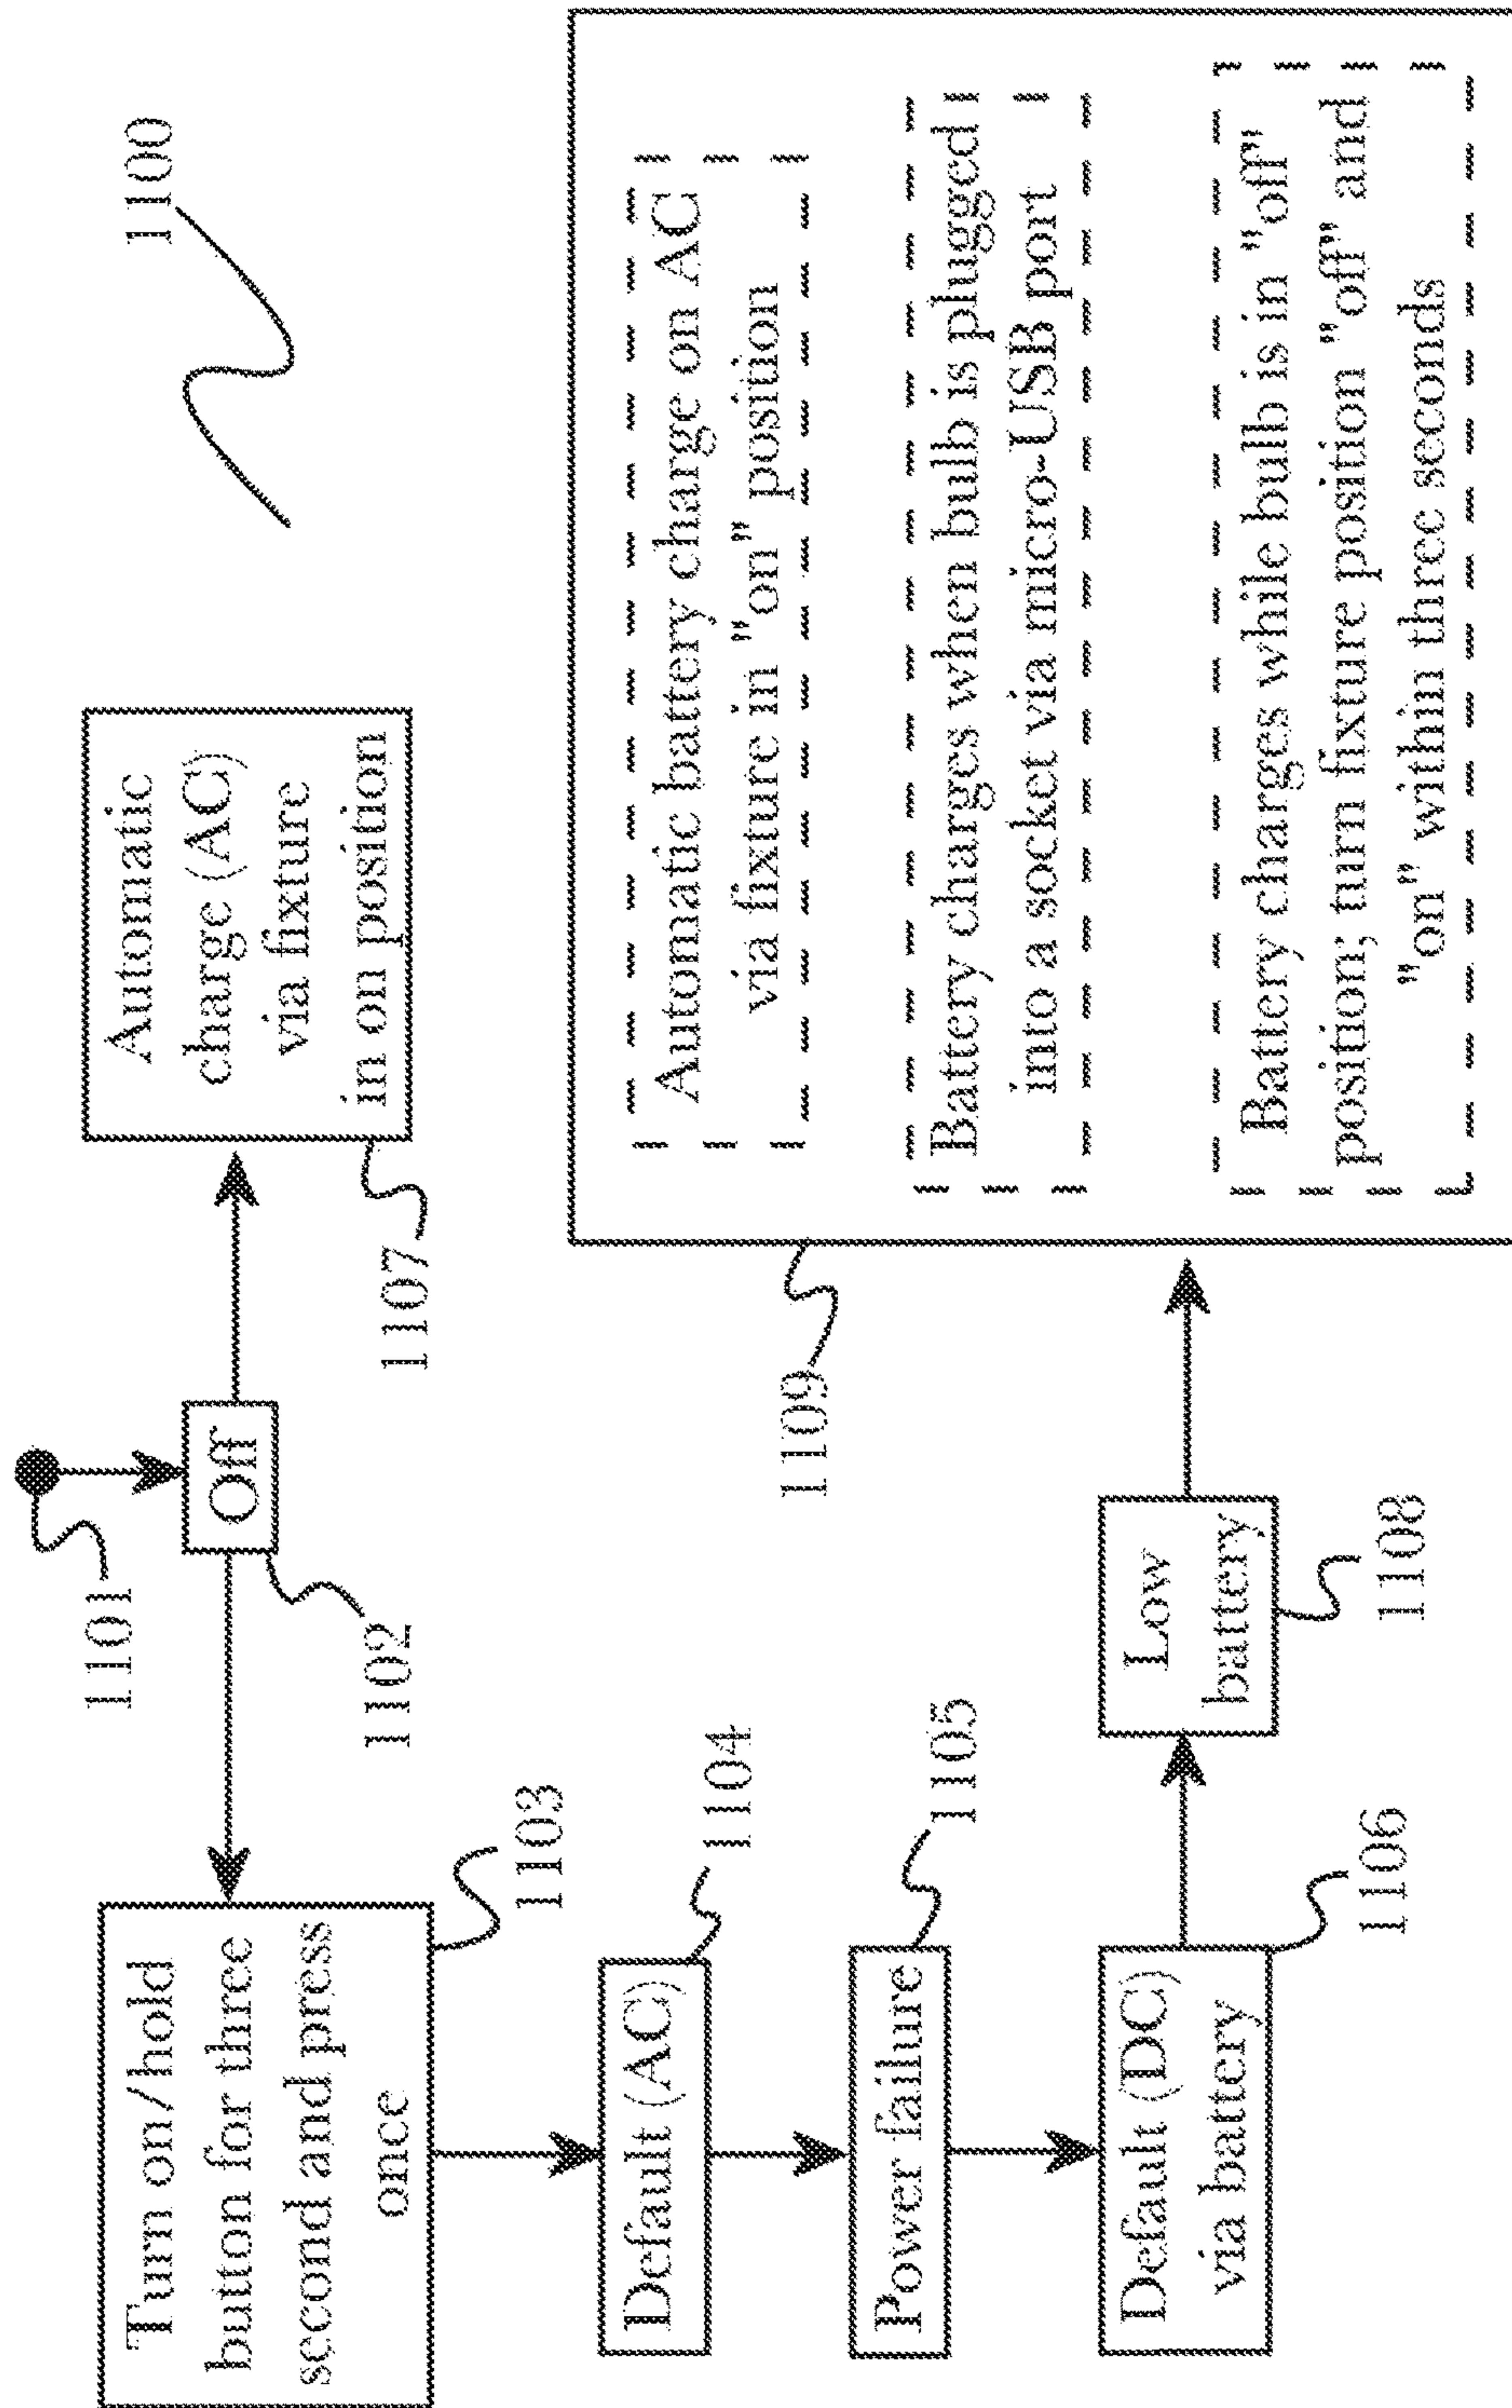 1100
1101
Off
1102
Turn on/hold
button for three
second and press
once
1103
Automatic
charge (AC)
via fixture
in on position
1107
Default (AC)
1104
Power failure
1105
Default (DC)
via battery
1106
Low
battery
1108
1109
Automatic battery charge on AC
via fixture in "on" position
Battery charges when bulb is plugged
into a socket via micro-USB port
Battery charges while bulb is in "off"
position; turn fixture position "off" and
"on" within three seconds